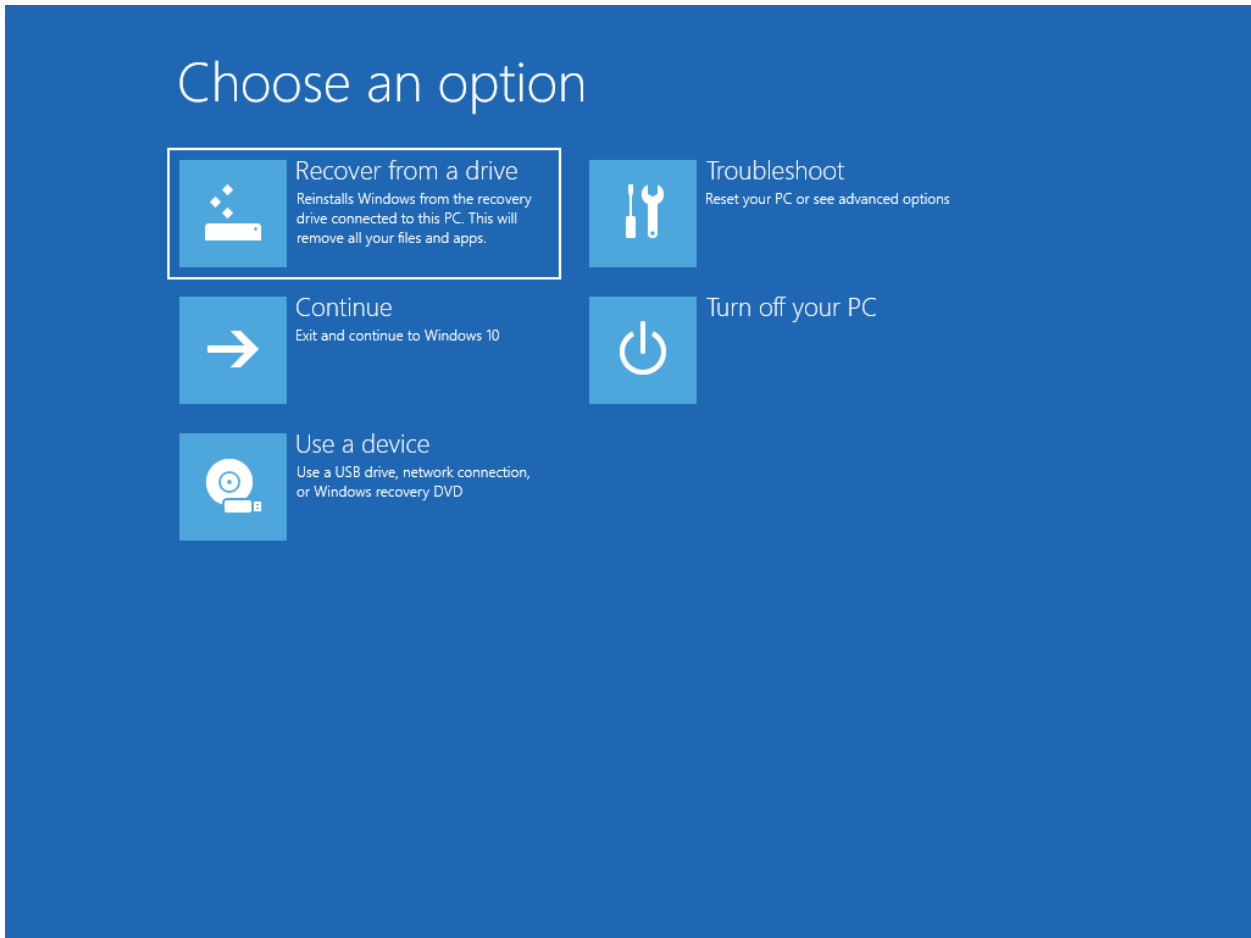 Choose an option
Recover from a drive
Reinstalls Windows from the recovery
drive connected to this PC. This will
remove all your files and apps.
Troubleshoot
Reset your PC or see advanced options
Continue
Exit and continue to Windows 10
Turn off your PC
Use a device
Use a USB drive, network connection,
or Windows recovery DVD